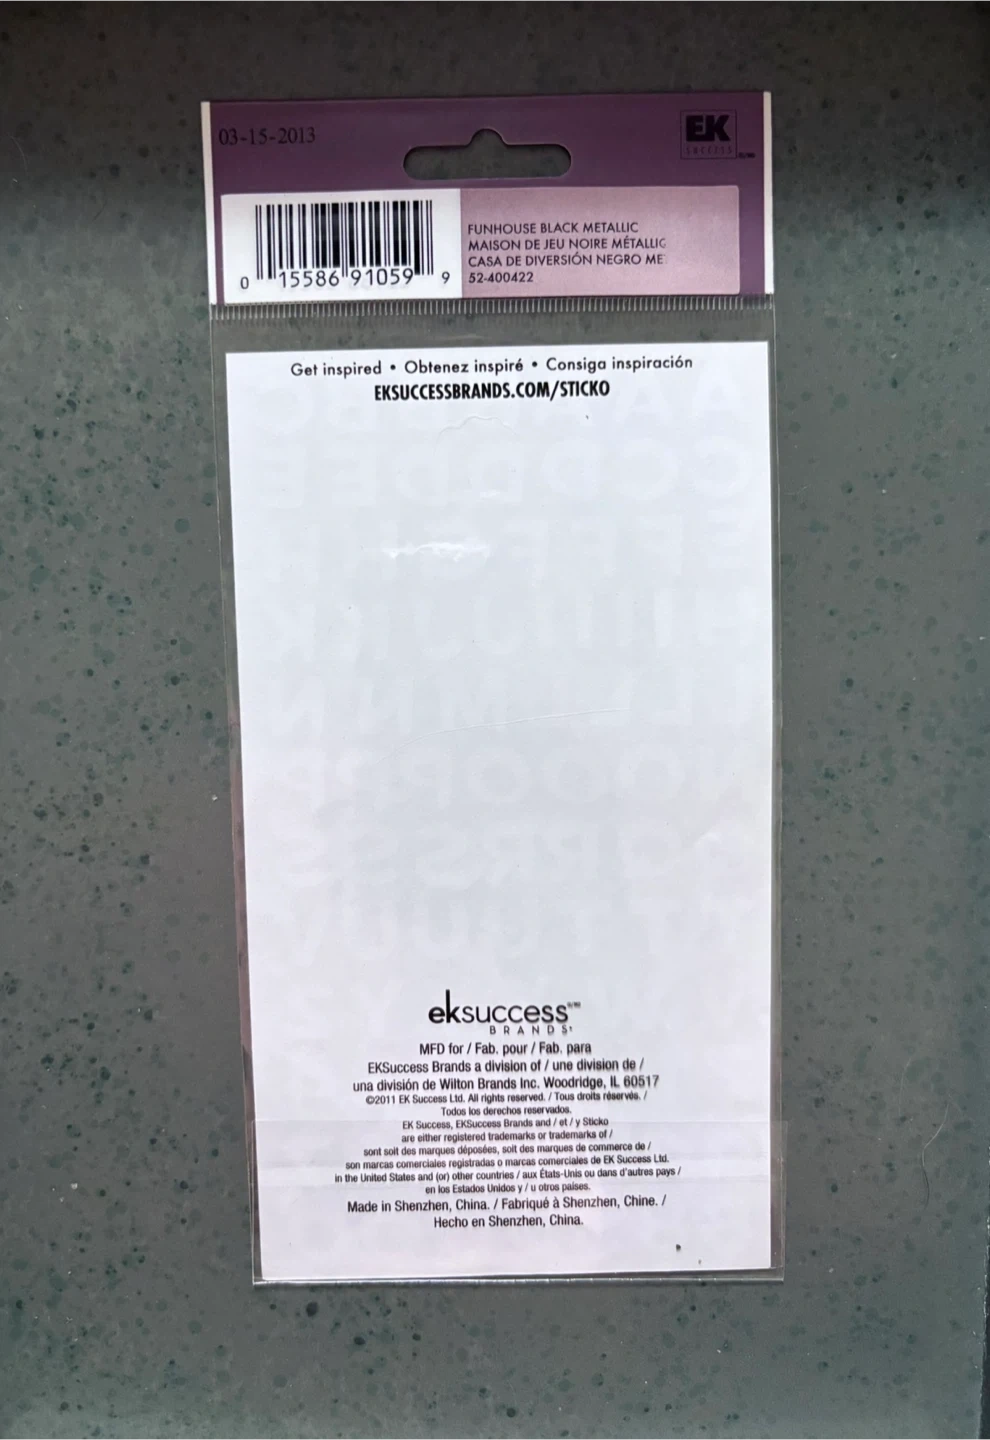 03-15-2013
EK
SUCCESS
0 15586 91059 9
FUNHOUSE BLACK METALLIC
MAISON DE JEU NOIRE MÉTALLIC
CASA DE DIVERSIÓN NEGRO ME
52-400422
Get inspired • Obtenez inspiré • Consiga inspiración
EKSUCCESSBRANDS.COM/STICKO
eksuccess™
BRANDS
MFD for / Fab. pour / Fab. para
EKSuccess Brands a division of / une division de /
una división de Wilton Brands Inc. Woodridge, IL 60517
©2011 EK Success Ltd. All rights reserved. / Tous droits réservés. /
Todos los derechos reservados.
EK Success, EKSuccess Brands and / et / y Sticko
are either registered trademarks or trademarks of /
sont soit des marques déposées, soit des marques de commerce de /
son marcas comerciales registradas o marcas comerciales de EK Success Ltd.
in the United States and (or) other countries / aux États-Unis ou dans d'autres pays /
en los Estados Unidos y / u otros países.
Made in Shenzhen, China. / Fabriqué à Shenzhen, Chine. /
Hecho en Shenzhen, China.